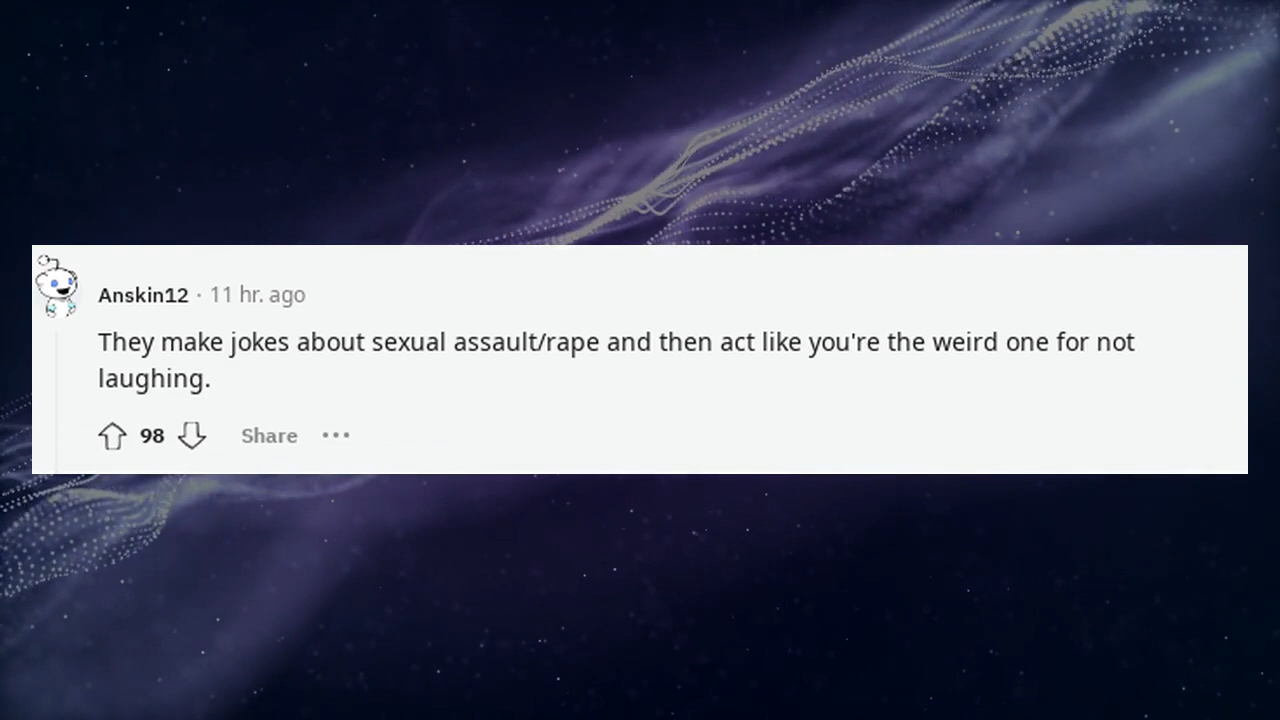 Anskin12 · 11 hr. ago
They make jokes about sexual assault/rape and then act like you're the weird one for not
laughing.
98 Share ···